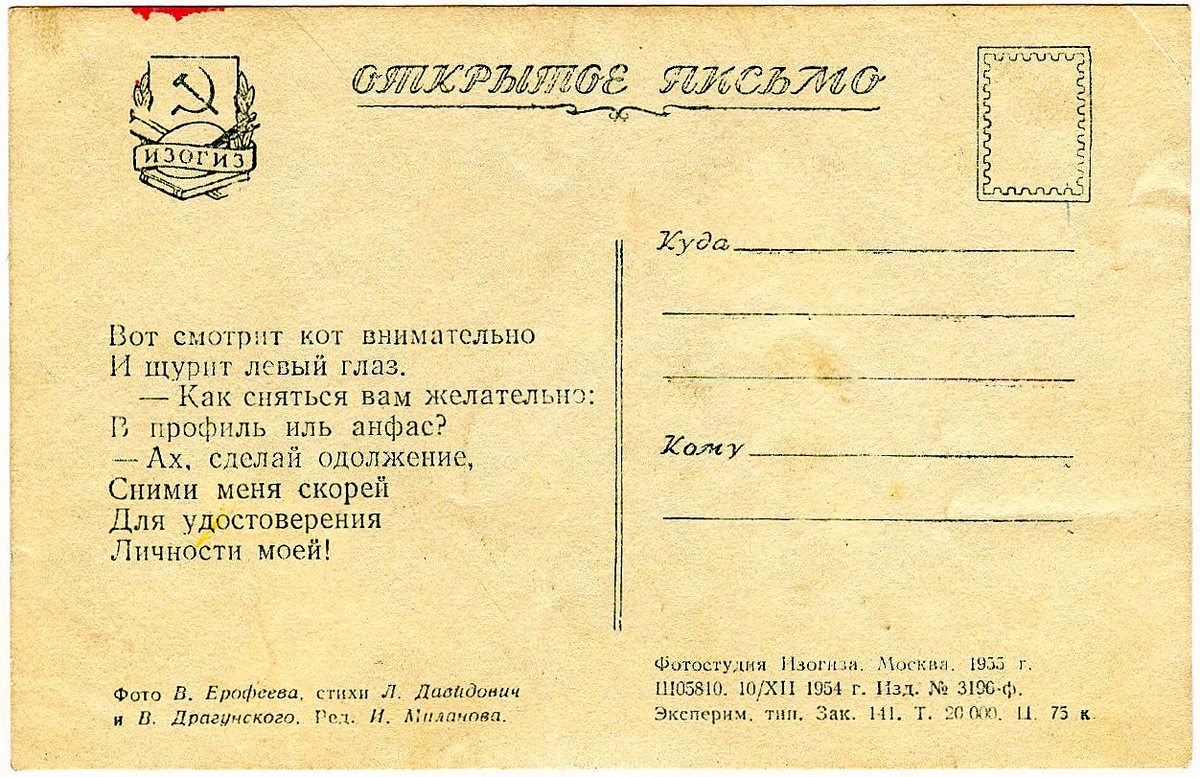 ОТКРЫТОЕ ПИСЬМО
ИЗОГИЗ
Куда
Кому
Вот смотрит кот внимательно
И щурит левый глаз.
— Как сняться вам желательно:
В профиль иль анфас?
— Ах, сделай одолжение,
Сними меня скорей
Для удостоверения
Личности моей!
Фото В. Ерофеева, стихи Л. Давидович
и В. Драгунского. Ред. И. Миланова.
Фотостудия Изогиза. Москва. 1955 г.
Ш05810. 10/XII 1954 г. Изд. № 3196-ф.
Эксперим. тип. Зак. 141. Т. 20 000. Ц. 75 к.